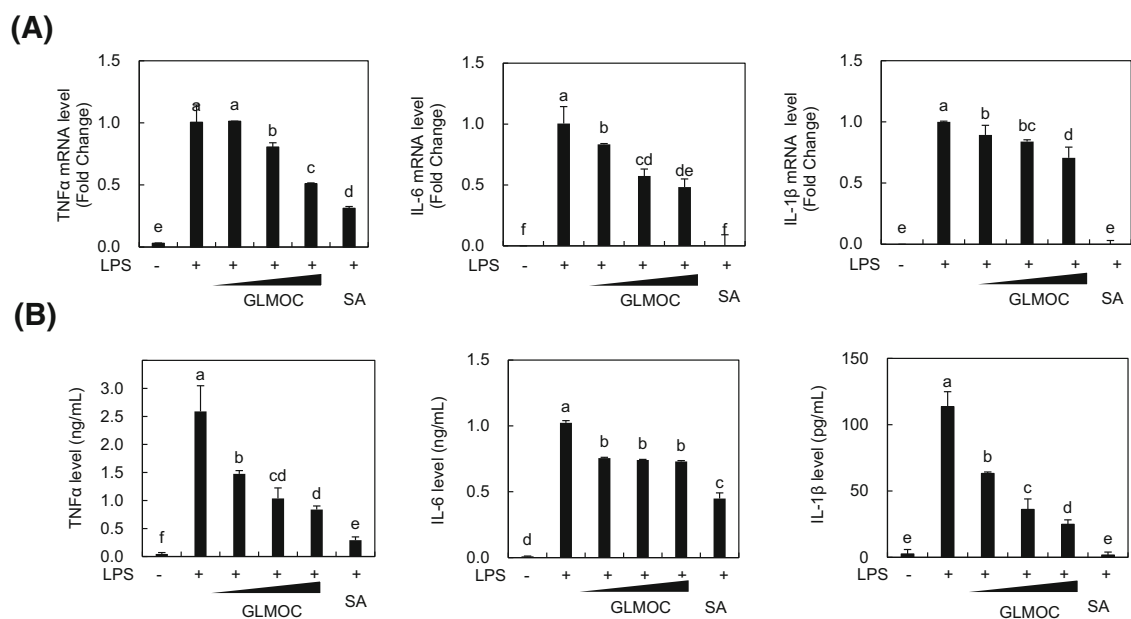 (A)
TNFα mRNA level
(Fold Change)
1.5
1.0
0.5
0.0
e a a b c d
LPS - + + + + +
GLMOC SA
IL-6 mRNA level
(Fold Change)
1.5
1.0
0.5
0.0
f a b cd de f
LPS - + + + + +
GLMOC SA
IL-1β mRNA level
(Fold Change)
1.5
1.0
0.5
0.0
e a b bc d e
LPS - + + + + +
GLMOC SA
(B)
TNFα level (ng/mL)
3.0
2.5
2.0
1.5
1.0
0.5
0.0
f a b cd d e
LPS - + + + + +
GLMOC SA
IL-6 level (ng/mL)
1.5
1.0
0.5
0.0
d a b b b c
LPS - + + + + +
GLMOC SA
IL-1β level (pg/mL)
150
100
50
0
e a b c d e
LPS - + + + + +
GLMOC SA